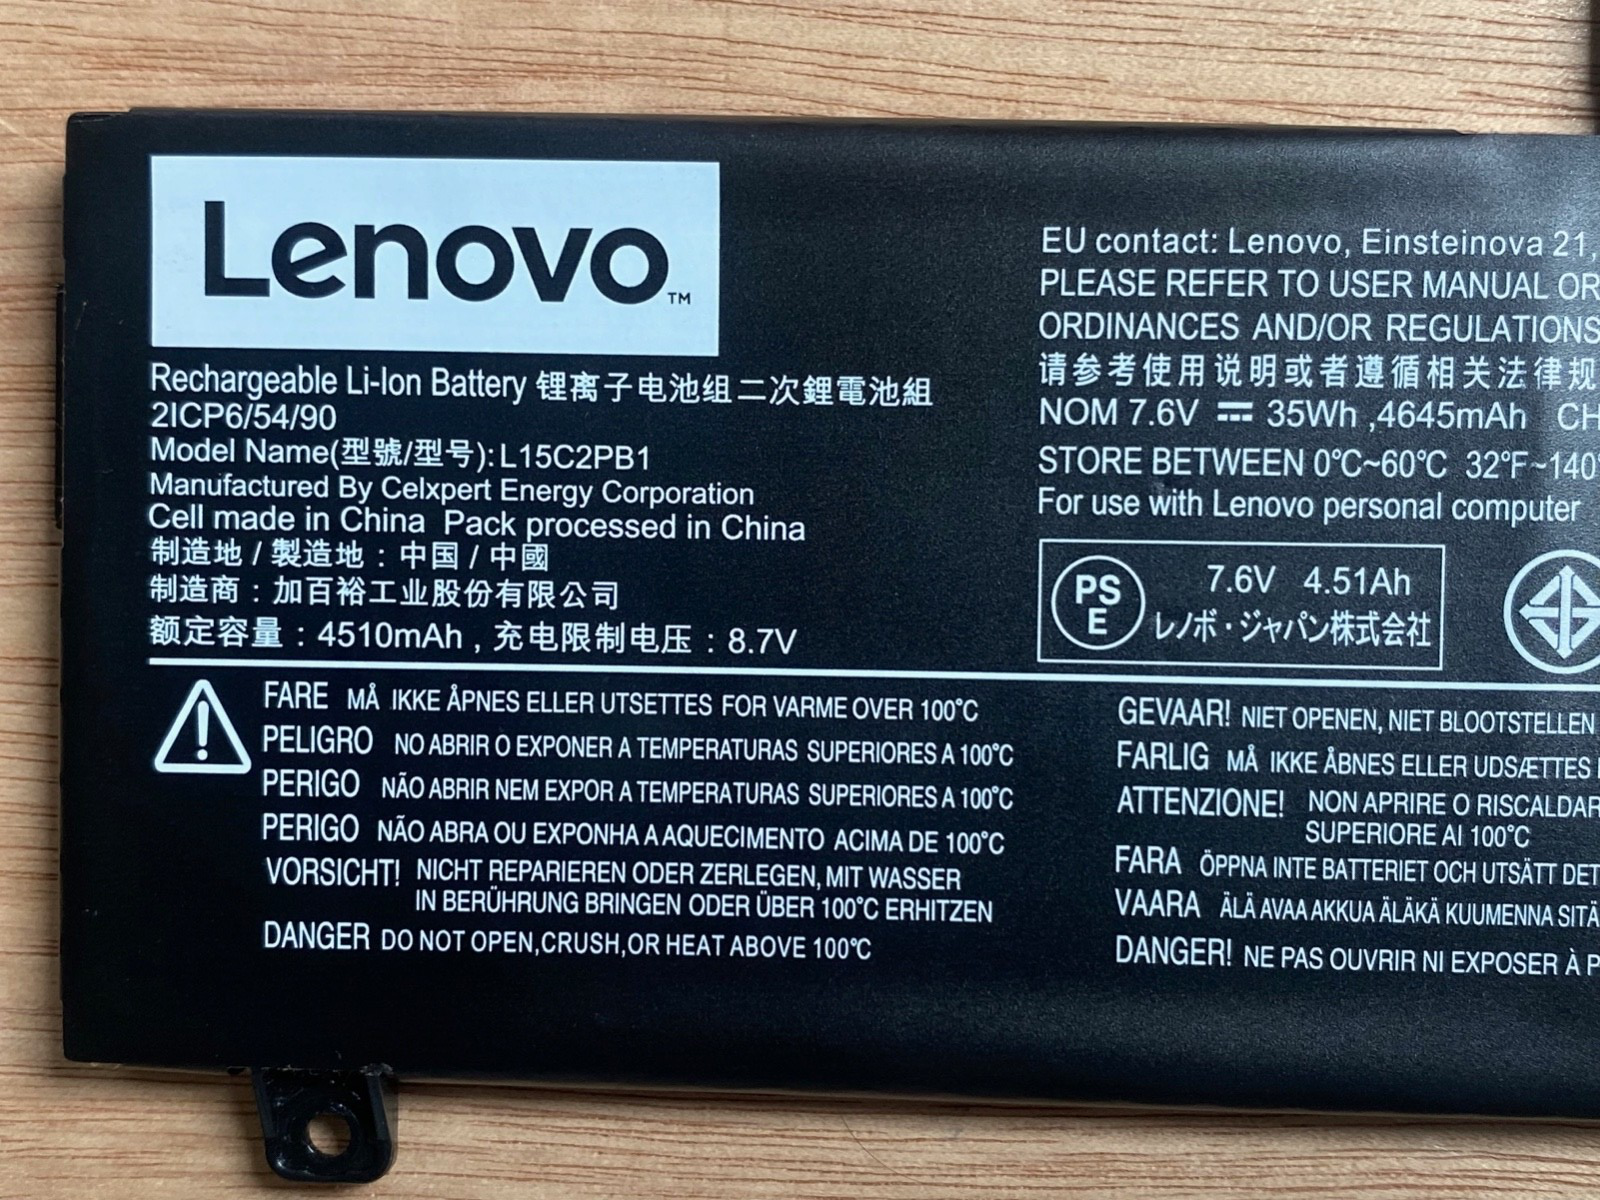 Lenovo™
Rechargeable Li-Ion Battery 锂离子电池组二次鋰電池組
2ICP6/54/90
Model Name(型號/型号):L15C2PB1
Manufactured By Celxpert Energy Corporation
Cell made in China Pack processed in China
制造地 / 製造地 : 中国 / 中國
制造商 : 加百裕工业股份有限公司
额定容量 : 4510mAh , 充电限制电压 : 8.7V
EU contact: Lenovo, Einsteinova 21,
PLEASE REFER TO USER MANUAL OR
ORDINANCES AND/OR REGULATIONS
请参考使用说明或者遵循相关法律规
NOM 7.6V ⎓ 35Wh ,4645mAh CH
STORE BETWEEN 0°C~60°C 32°F~140°
For use with Lenovo personal computer
PS
E
7.6V 4.51Ah
レノボ・ジャパン株式会社
FARE MÅ IKKE ÅPNES ELLER UTSETTES FOR VARME OVER 100°C
PELIGRO NO ABRIR O EXPONER A TEMPERATURAS SUPERIORES A 100°C
PERIGO NÃO ABRIR NEM EXPOR A TEMPERATURAS SUPERIORES A 100°C
PERIGO NÃO ABRA OU EXPONHA A AQUECIMENTO ACIMA DE 100°C
VORSICHT! NICHT REPARIEREN ODER ZERLEGEN, MIT WASSER
IN BERÜHRUNG BRINGEN ODER ÜBER 100°C ERHITZEN
DANGER DO NOT OPEN,CRUSH,OR HEAT ABOVE 100°C
GEVAAR! NIET OPENEN, NIET BLOOTSTELLEN
FARLIG MÅ IKKE ÅBNES ELLER UDSÆTTES
ATTENZIONE! NON APRIRE O RISCALDAR
SUPERIORE AI 100°C
FARA ÖPPNA INTE BATTERIET OCH UTSÄTT DET
VAARA ÄLÄ AVAA AKKUA ÄLÄKÄ KUUMENNA SITÄ
DANGER! NE PAS OUVRIR NI EXPOSER À P